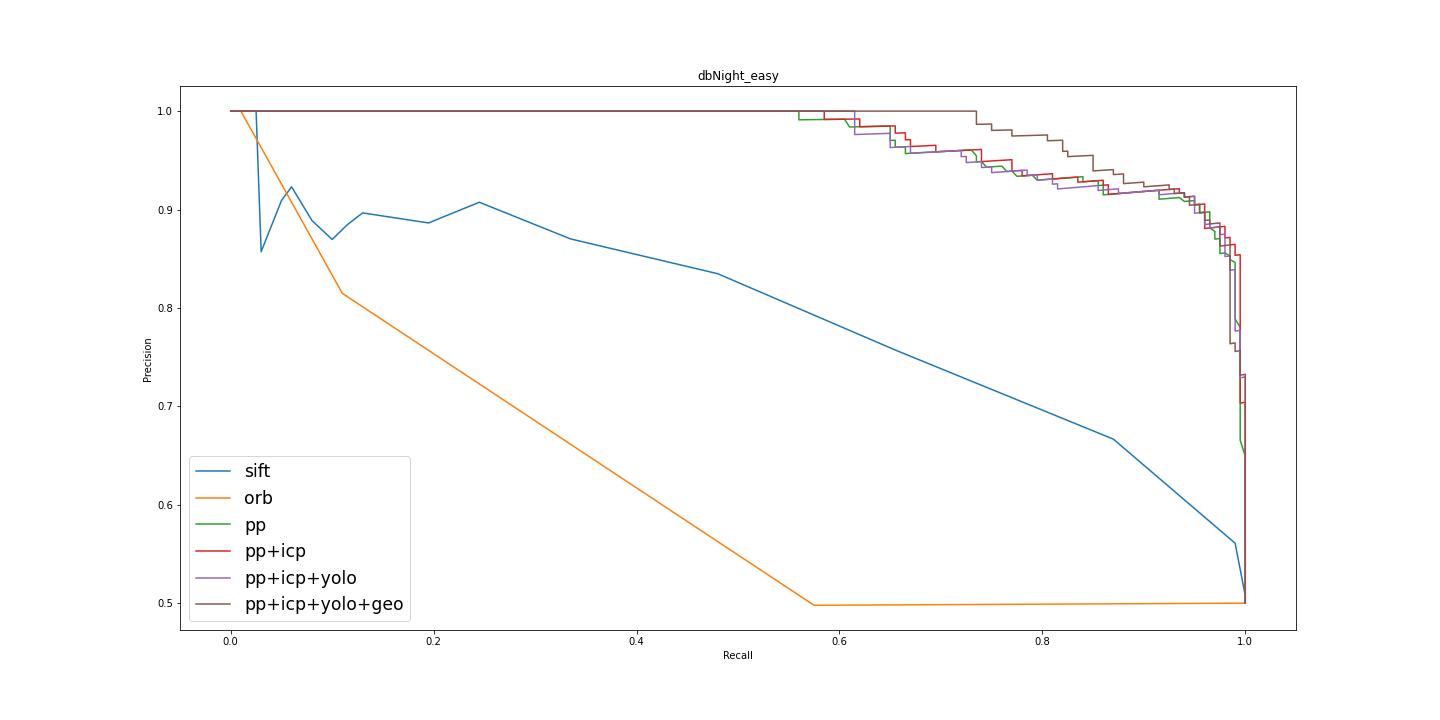 dbNight_easy
1.0
0.9
0.8
0.7
0.6
0.5
Precision
sift
orb
pp
pp+icp
pp+icp+yolo
pp+icp+yolo+geo
0.0 0.2 0.4 0.6 0.8 1.0
Recall